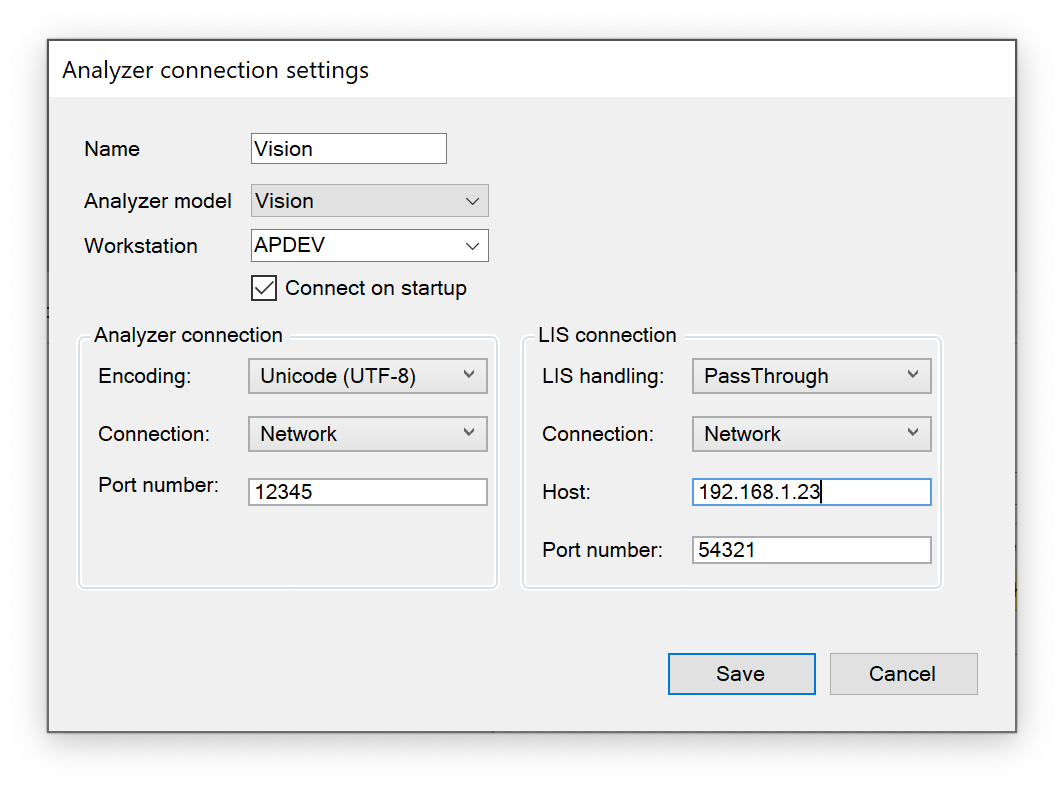 Analyzer connection settings
Name
Vision
Analyzer model
Vision
Workstation
APDEV
Connect on startup
Analyzer connection
Encoding:
Unicode (UTF-8)
Connection:
Network
Port number:
12345
LIS connection
LIS handling:
PassThrough
Connection:
Network
Host:
192.168.1.23
Port number:
54321
Save
Cancel